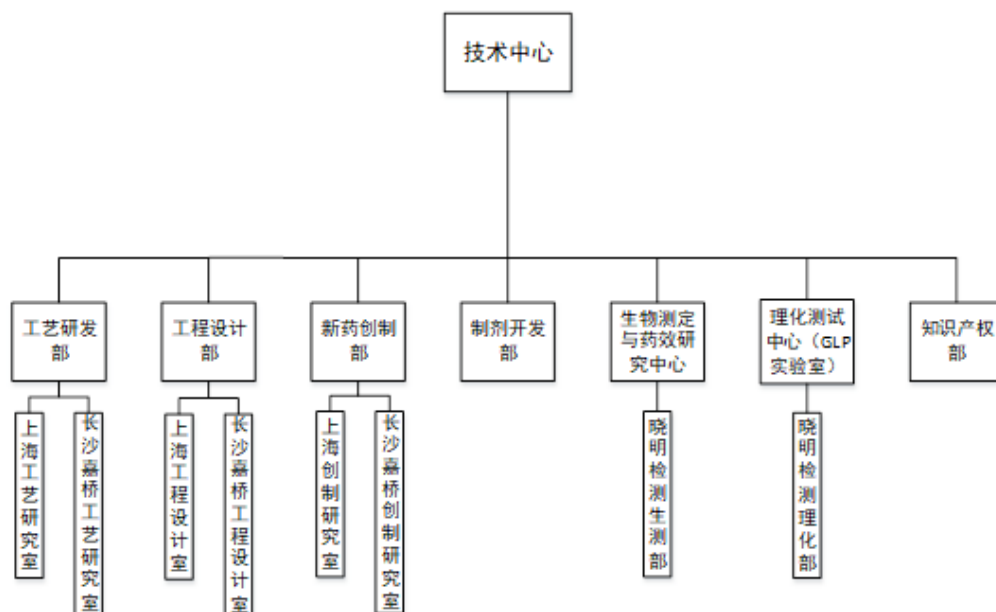 技术中心
工艺研发
部
工程设计
部
新药创制
部
制剂开发
部
生物测定
与药效研
究中心
理化测试
中心（GLP
实验室）
知识产权
部
上海工艺研究室
长沙嘉桥工艺研究室
上海工程设计室
长沙嘉桥工程设计室
上海创制研究室
长沙嘉桥创制研究室
晓明检测生测部
晓明检测理化部